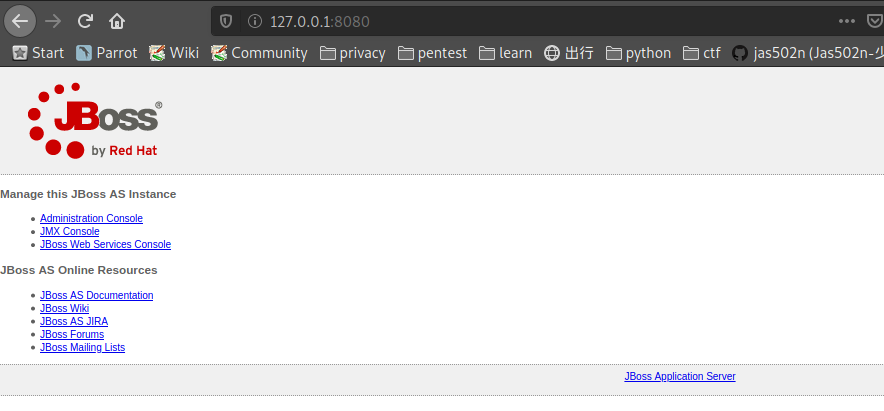 127.0.0.1:8080
Start Parrot Wiki Community privacy pentest learn 出行 python ctf jas502n (Jas502n-少
JBoss®
by Red Hat
Manage this JBoss AS Instance
Administration Console
JMX Console
JBoss Web Services Console
JBoss AS Online Resources
JBoss AS Documentation
JBoss Wiki
JBoss AS JIRA
JBoss Forums
JBoss Mailing Lists
JBoss Application Server